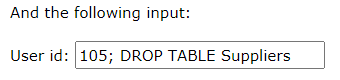 And the following input:
User id: 105; DROP TABLE Suppliers